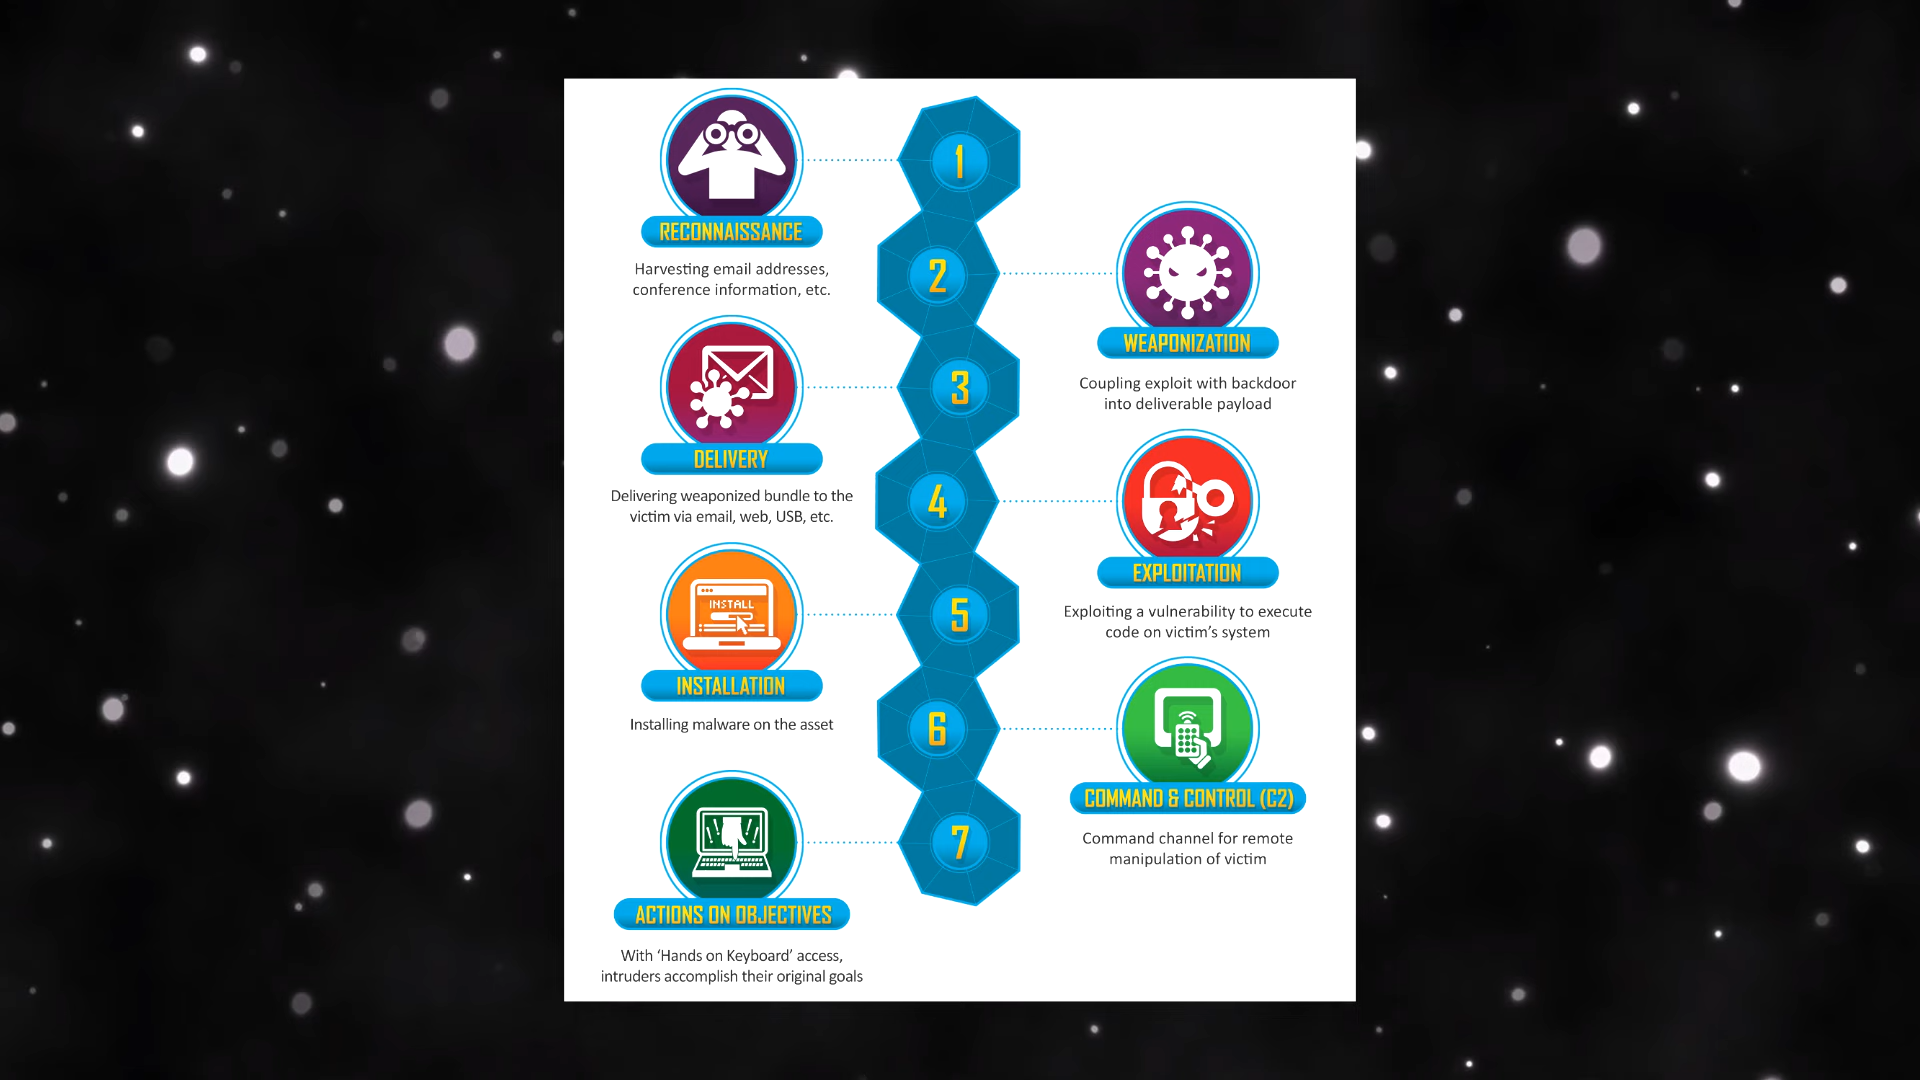 1
RECONNAISSANCE
Harvesting email addresses,
conference information, etc.
2
WEAPONIZATION
Coupling exploit with backdoor
into deliverable payload
3
DELIVERY
Delivering weaponized bundle to the
victim via email, web, USB, etc.
4
EXPLOITATION
Exploiting a vulnerability to execute
code on victim's system
5
INSTALL
INSTALLATION
Installing malware on the asset
6
COMMAND & CONTROL (C2)
Command channel for remote
manipulation of victim
7
ACTIONS ON OBJECTIVES
With ‘Hands on Keyboard’ access,
intruders accomplish their original goals